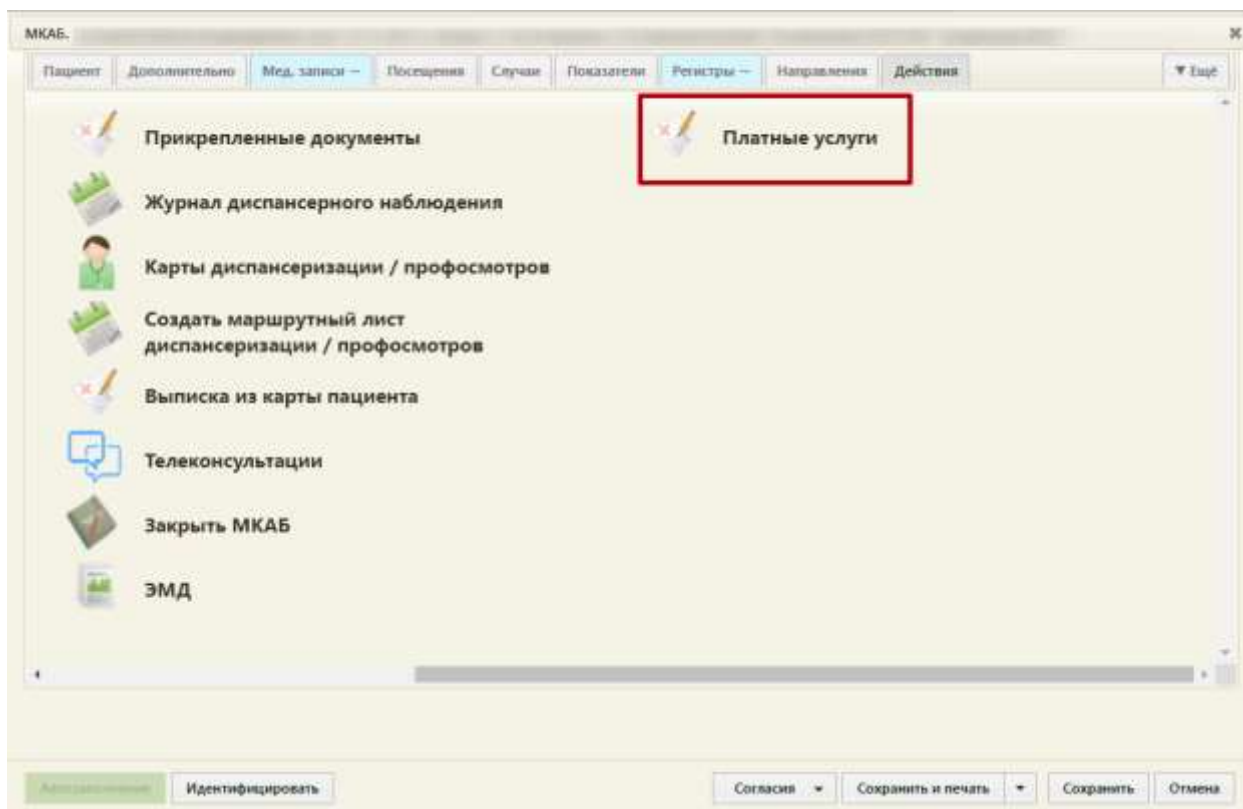 МКАБ.
Пациент Дополнительно Мед. записи — Посещения Случаи Показатели Регистры — Направления Действия ▼ Ещё
Прикрепленные документы
Платные услуги
Журнал диспансерного наблюдения
Карты диспансеризации / профосмотров
Создать маршрутный лист
диспансеризации / профосмотров
Выписка из карты пациента
Телеконсультации
Закрыть МКАБ
ЭМД
Идентифицировать Согласия Сохранить и печать Сохранить Отмена